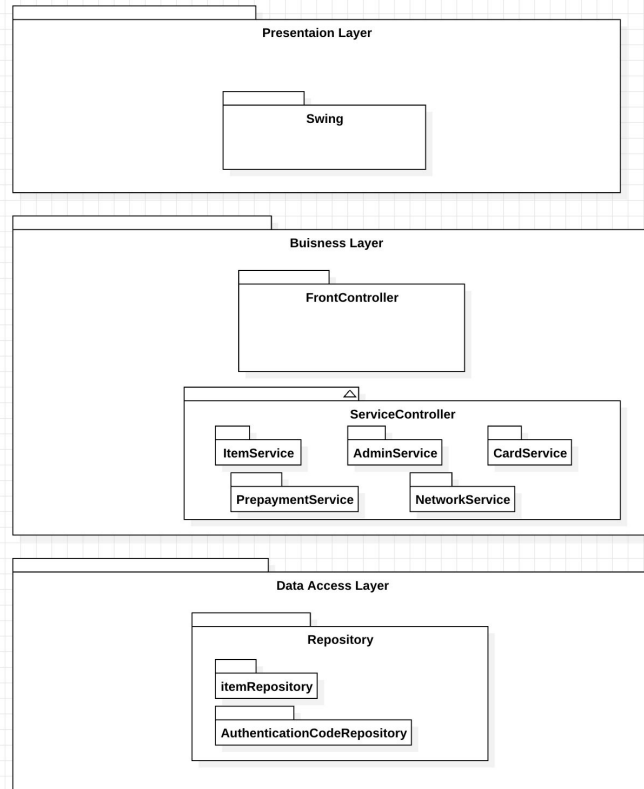 Presentaion Layer
Swing
Buisness Layer
FrontController
ServiceController
ItemService
AdminService
CardService
PrepaymentService
NetworkService
Data Access Layer
Repository
itemRepository
AuthenticationCodeRepository